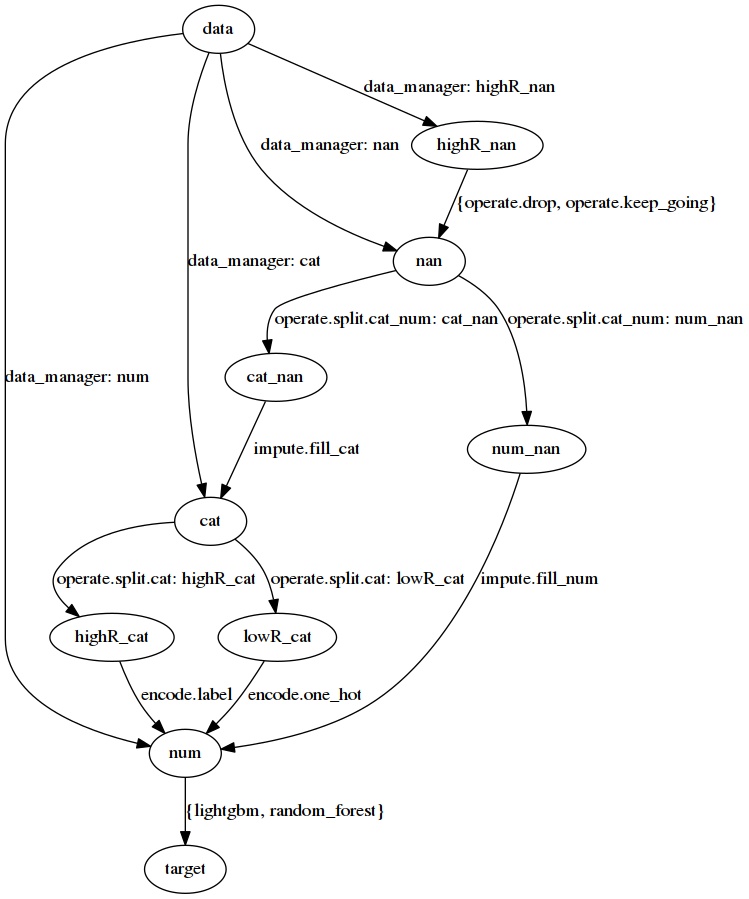 data
data_manager: highR_nan
data_manager: nan
highR_nan
{operate.drop, operate.keep_going}
data_manager: cat
nan
operate.split.cat_num: cat_nan
operate.split.cat_num: num_nan
data_manager: num
cat_nan
impute.fill_cat
num_nan
cat
operate.split.cat: highR_cat
operate.split.cat: lowR_cat
impute.fill_num
highR_cat
lowR_cat
encode.label
encode.one_hot
num
{lightgbm, random_forest}
target